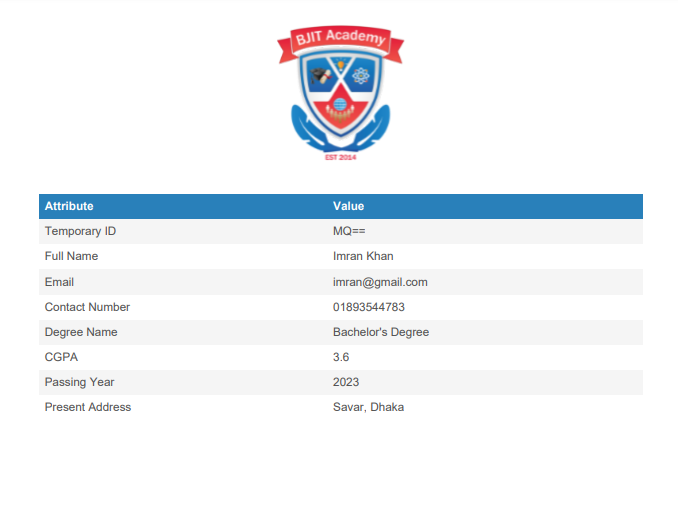 BJIT Academy
EST 2014
Attribute Value
Temporary ID MQ==
Full Name Imran Khan
Email imran@gmail.com
Contact Number 01893544783
Degree Name Bachelor's Degree
CGPA 3.6
Passing Year 2023
Present Address Savar, Dhaka